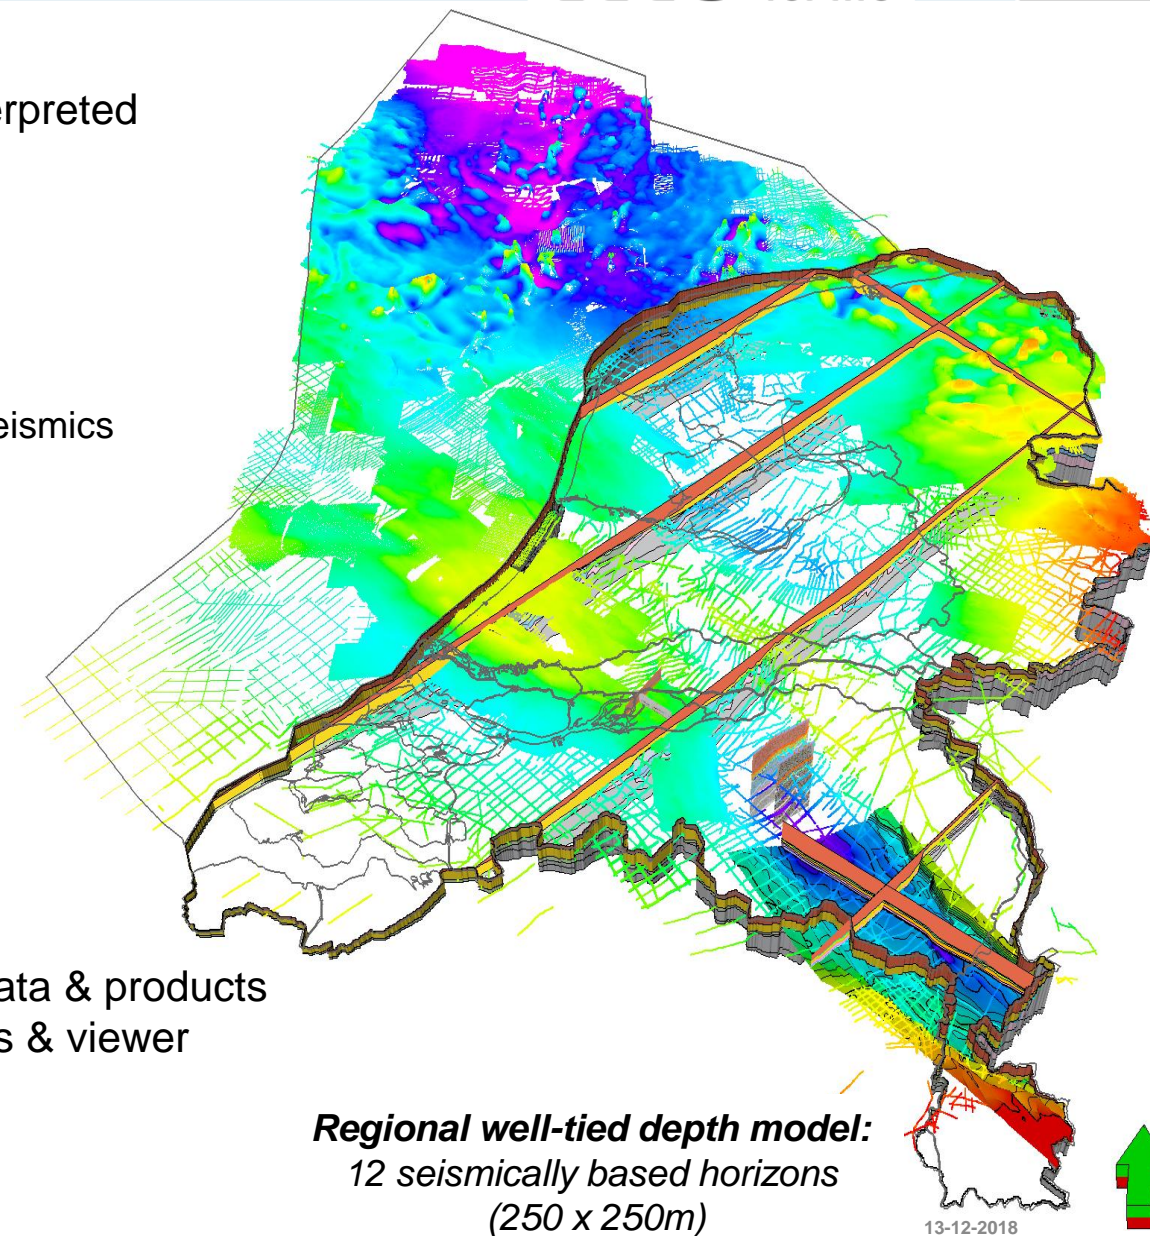 erpreted
eismics
ata & products
s & viewer
Regional well-tied depth model:
12 seismically based horizons
(250 x 250m)
13-12-2018